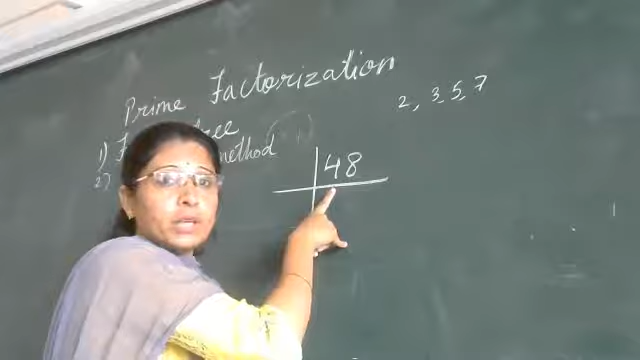 Prime Factorization
2, 3, 5, 7
1)
2) method
48